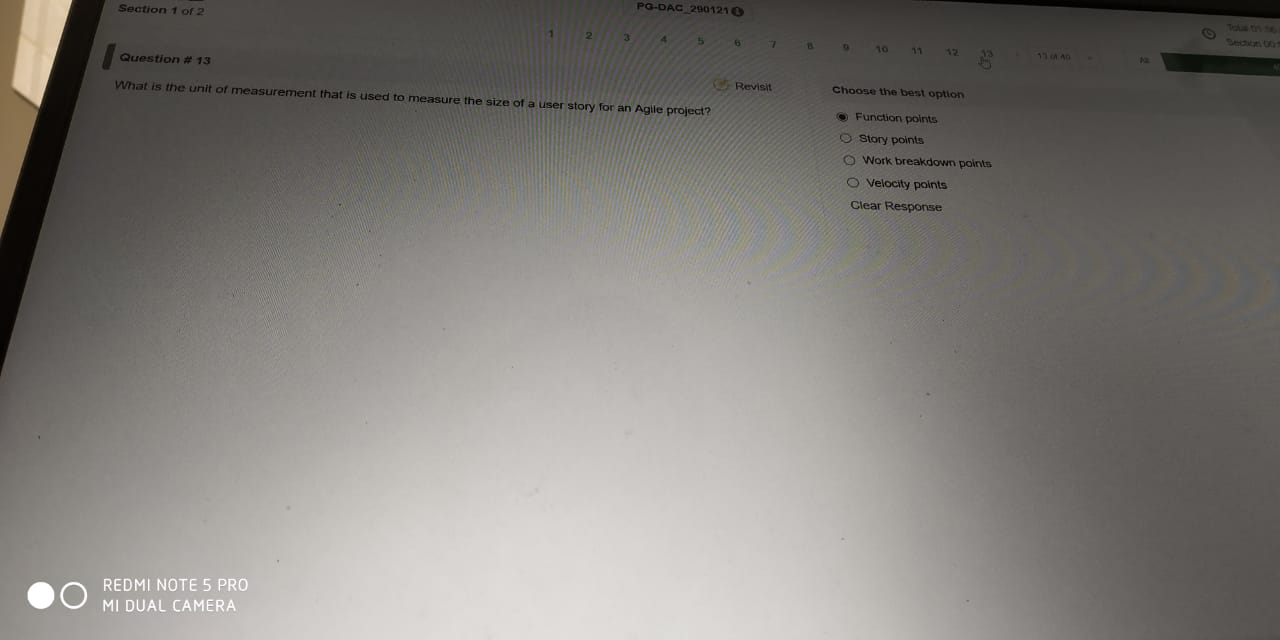 Section 1 of 2
PG-DAC_290121
1 2 3 4 5 6 7 8 9 10 11 12 13
13 of 40
All
Total 01:56
Section 00:
Question # 13
Revisit
What is the unit of measurement that is used to measure the size of a user story for an Agile project?
Choose the best option
Function points
Story points
Work breakdown points
Velocity points
Clear Response
REDMI NOTE 5 PRO
MI DUAL CAMERA